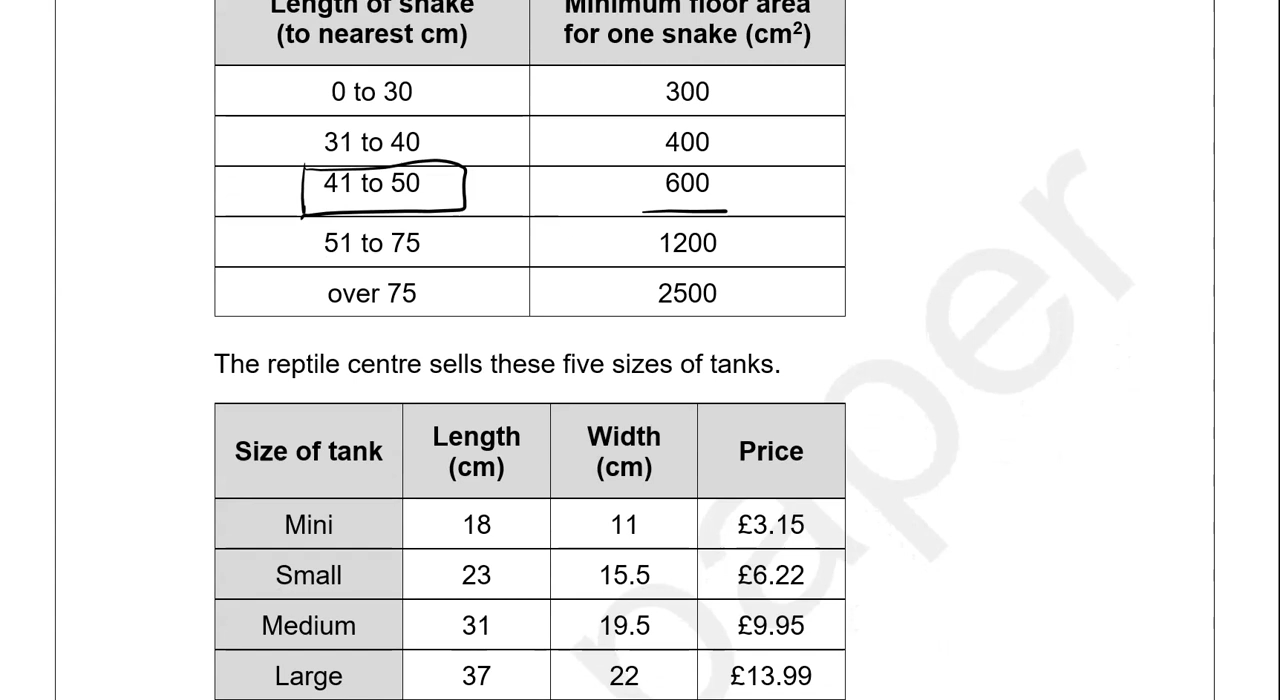 Length of snake Minimum floor area
(to nearest cm) for one snake (cm²)
0 to 30 300
31 to 40 400
41 to 50 600
51 to 75 1200
over 75 2500
The reptile centre sells these five sizes of tanks.
Size of tank Length (cm) Width (cm) Price
Mini 18 11 £3.15
Small 23 15.5 £6.22
Medium 31 19.5 £9.95
Large 37 22 £13.99
paper